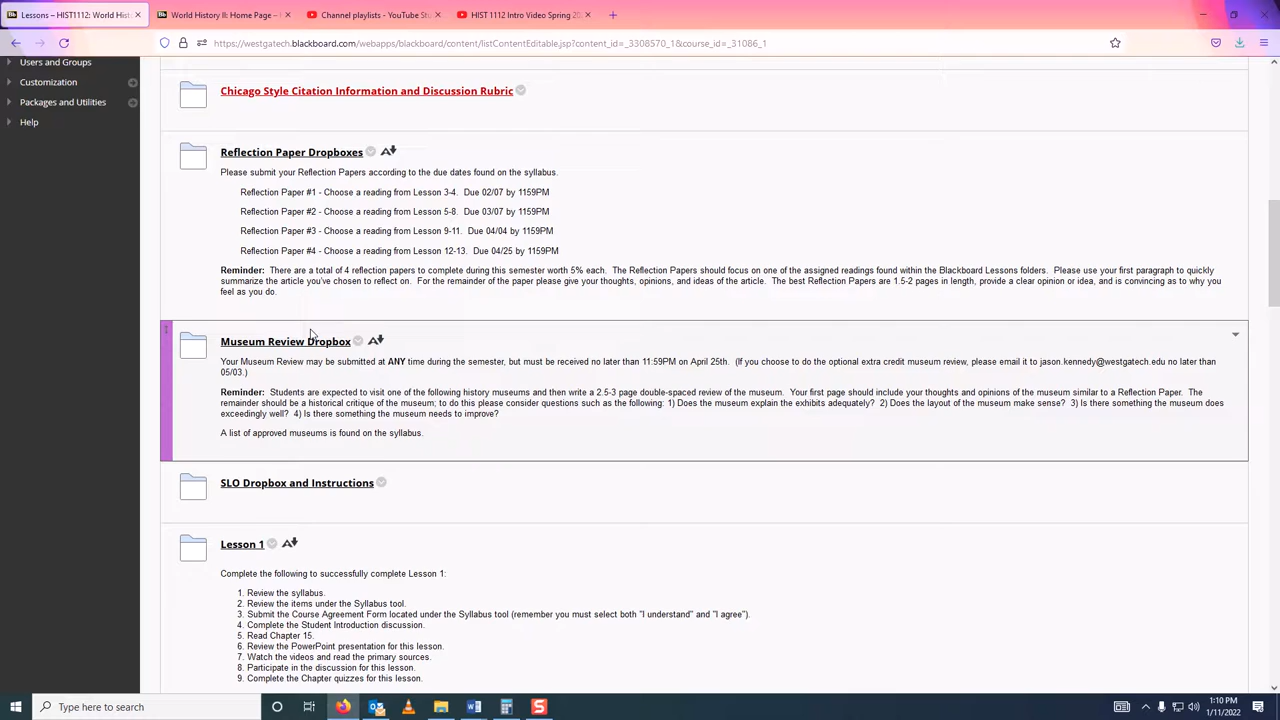 Lessons – HIST1112: World Hist
World History II: Home Page –
Channel playlists - YouTube Stu
HIST 1112 Intro Video Spring 20
https://westgatech.blackboard.com/webapps/blackboard/content/listContentEditable.jsp?content_id=_3308570_1&course_id=_31086_1
Users and Groups
Customization
Packages and Utilities
Help
Chicago Style Citation Information and Discussion Rubric
Reflection Paper Dropboxes
Please submit your Reflection Papers according to the due dates found on the syllabus.
Reflection Paper #1 - Choose a reading from Lesson 3-4. Due 02/07 by 1159PM
Reflection Paper #2 - Choose a reading from Lesson 5-8. Due 03/07 by 1159PM
Reflection Paper #3 - Choose a reading from Lesson 9-11. Due 04/04 by 1159PM
Reflection Paper #4 - Choose a reading from Lesson 12-13. Due 04/25 by 1159PM
Reminder: There are a total of 4 reflection papers to complete during this semester worth 5% each. The Reflection Papers should focus on one of the assigned readings found within the Blackboard Lessons folders. Please use your first paragraph to quickly
summarize the article you've chosen to reflect on. For the remainder of the paper please give your thoughts, opinions, and ideas of the article. The best Reflection Papers are 1.5-2 pages in length, provide a clear opinion or idea, and is convincing as to why you
feel as you do.
Museum Review Dropbox
Your Museum Review may be submitted at ANY time during the semester, but must be received no later than 11:59PM on April 25th. (If you choose to do the optional extra credit museum review, please email it to jason.kennedy@westgatech.edu no later than
05/03.)
Reminder: Students are expected to visit one of the following history museums and then write a 2.5-3 page double-spaced review of the museum. Your first page should include your thoughts and opinions of the museum similar to a Reflection Paper. The
remainder should be a historical critique of the museum; to do this please consider questions such as the following: 1) Does the museum explain the exhibits adequately? 2) Does the layout of the museum make sense? 3) Is there something the museum does
exceedingly well? 4) Is there something the museum needs to improve?
A list of approved museums is found on the syllabus.
SLO Dropbox and Instructions
Lesson 1
Complete the following to successfully complete Lesson 1:
1. Review the syllabus.
2. Review the items under the Syllabus tool.
3. Submit the Course Agreement Form located under the Syllabus tool (remember you must select both "I understand" and "I agree").
4. Complete the Student Introduction discussion.
5. Read Chapter 15.
6. Review the PowerPoint presentation for this lesson.
7. Watch the videos and read the primary sources.
8. Participate in the discussion for this lesson.
9. Complete the Chapter quizzes for this lesson.
Type here to search
1:10 PM
1/11/2022